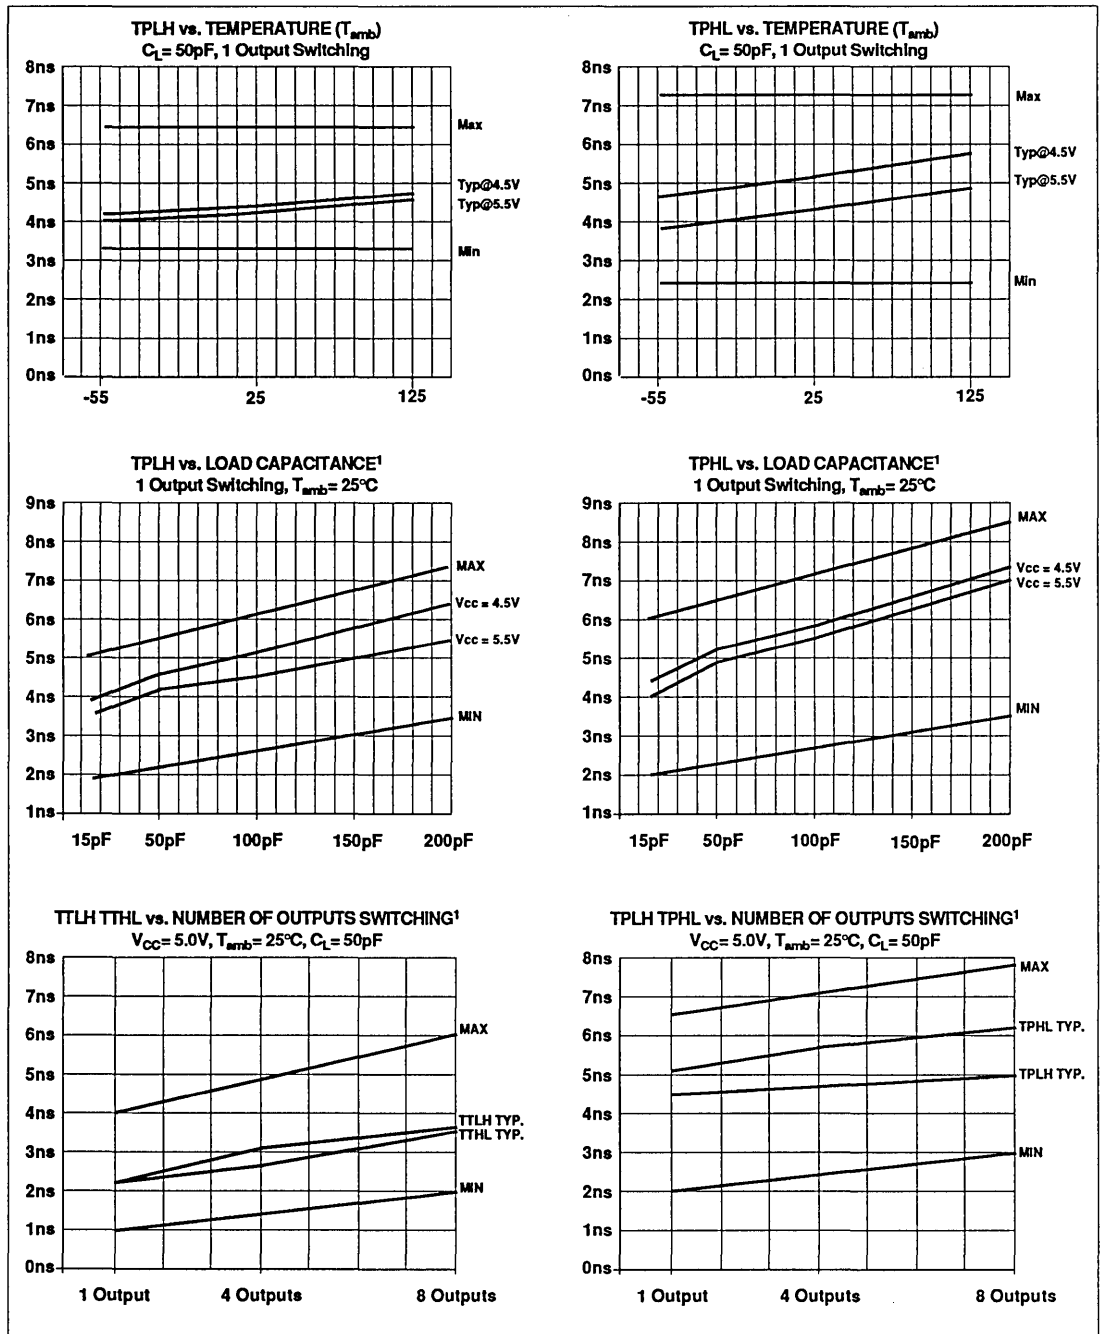 TPLH vs. TEMPERATURE (Tamb)
CL= 50pF, 1 Output Switching
8ns
7ns
6ns
5ns
4ns
3ns
2ns
1ns
0ns
Max
Typ@4.5V
Typ@5.5V
Min
-55
25
125
TPHL vs. TEMPERATURE (Tamb)
CL= 50pF, 1 Output Switching
8ns
7ns
6ns
5ns
4ns
3ns
2ns
1ns
0ns
Max
Typ@4.5V
Typ@5.5V
Min
-55
25
125
TPLH vs. LOAD CAPACITANCE1
1 Output Switching, Tamb= 25°C
9ns
8ns
7ns
6ns
5ns
4ns
3ns
2ns
1ns
MAX
Vcc = 4.5V
Vcc = 5.5V
MIN
15pF
50pF
100pF
150pF
200pF
TPHL vs. LOAD CAPACITANCE1
1 Output Switching, Tamb= 25°C
9ns
8ns
7ns
6ns
5ns
4ns
3ns
2ns
1ns
MAX
Vcc = 4.5V
Vcc = 5.5V
MIN
15pF
50pF
100pF
150pF
200pF
TTLH TTHL vs. NUMBER OF OUTPUTS SWITCHING1
VCC= 5.0V, Tamb= 25°C, CL= 50pF
8ns
7ns
6ns
5ns
4ns
3ns
2ns
1ns
0ns
MAX
TTLH TYP.
TTHL TYP.
MIN
1 Output
4 Outputs
8 Outputs
TPLH TPHL vs. NUMBER OF OUTPUTS SWITCHING1
VCC= 5.0V, Tamb= 25°C, CL= 50pF
8ns
7ns
6ns
5ns
4ns
3ns
2ns
1ns
0ns
MAX
TPHL TYP.
TPLH TYP.
MIN
1 Output
4 Outputs
8 Outputs